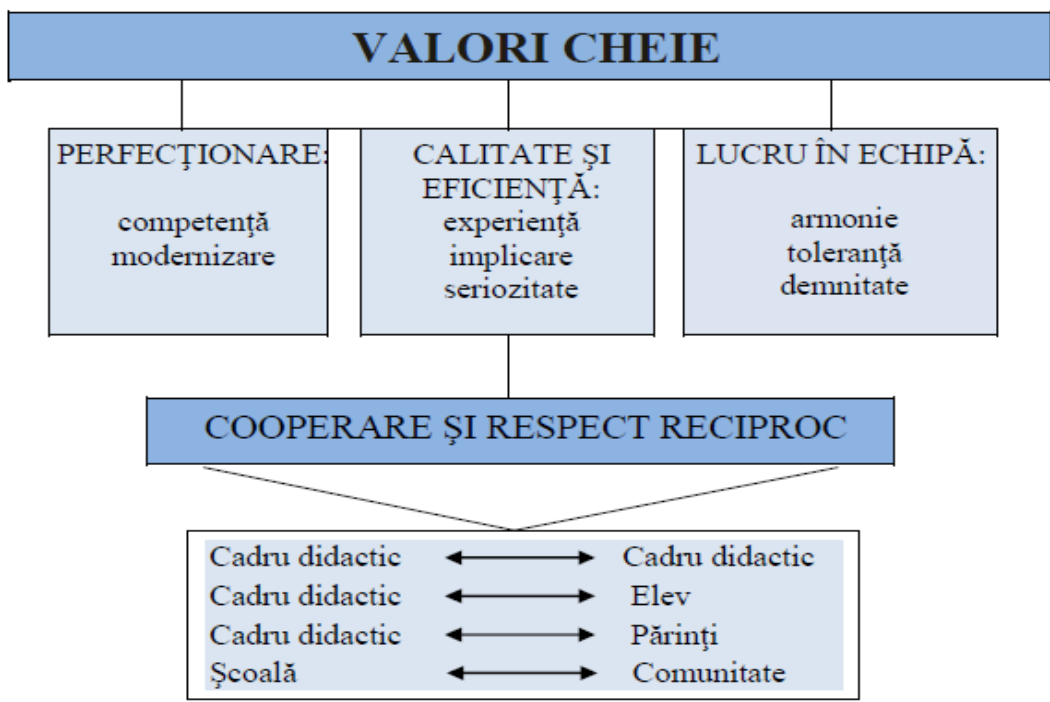 VALORI CHEIE
PERFECŢIONARE:
competenţă
modernizare
CALITATE ŞI
EFICIENŢĂ:
experienţă
implicare
seriozitate
LUCRU ÎN ECHIPĂ:
armonie
toleranţă
demnitate
COOPERARE ŞI RESPECT RECIPROC
Cadru didactic Cadru didactic
Cadru didactic Elev
Cadru didactic Părinţi
Şcoală Comunitate